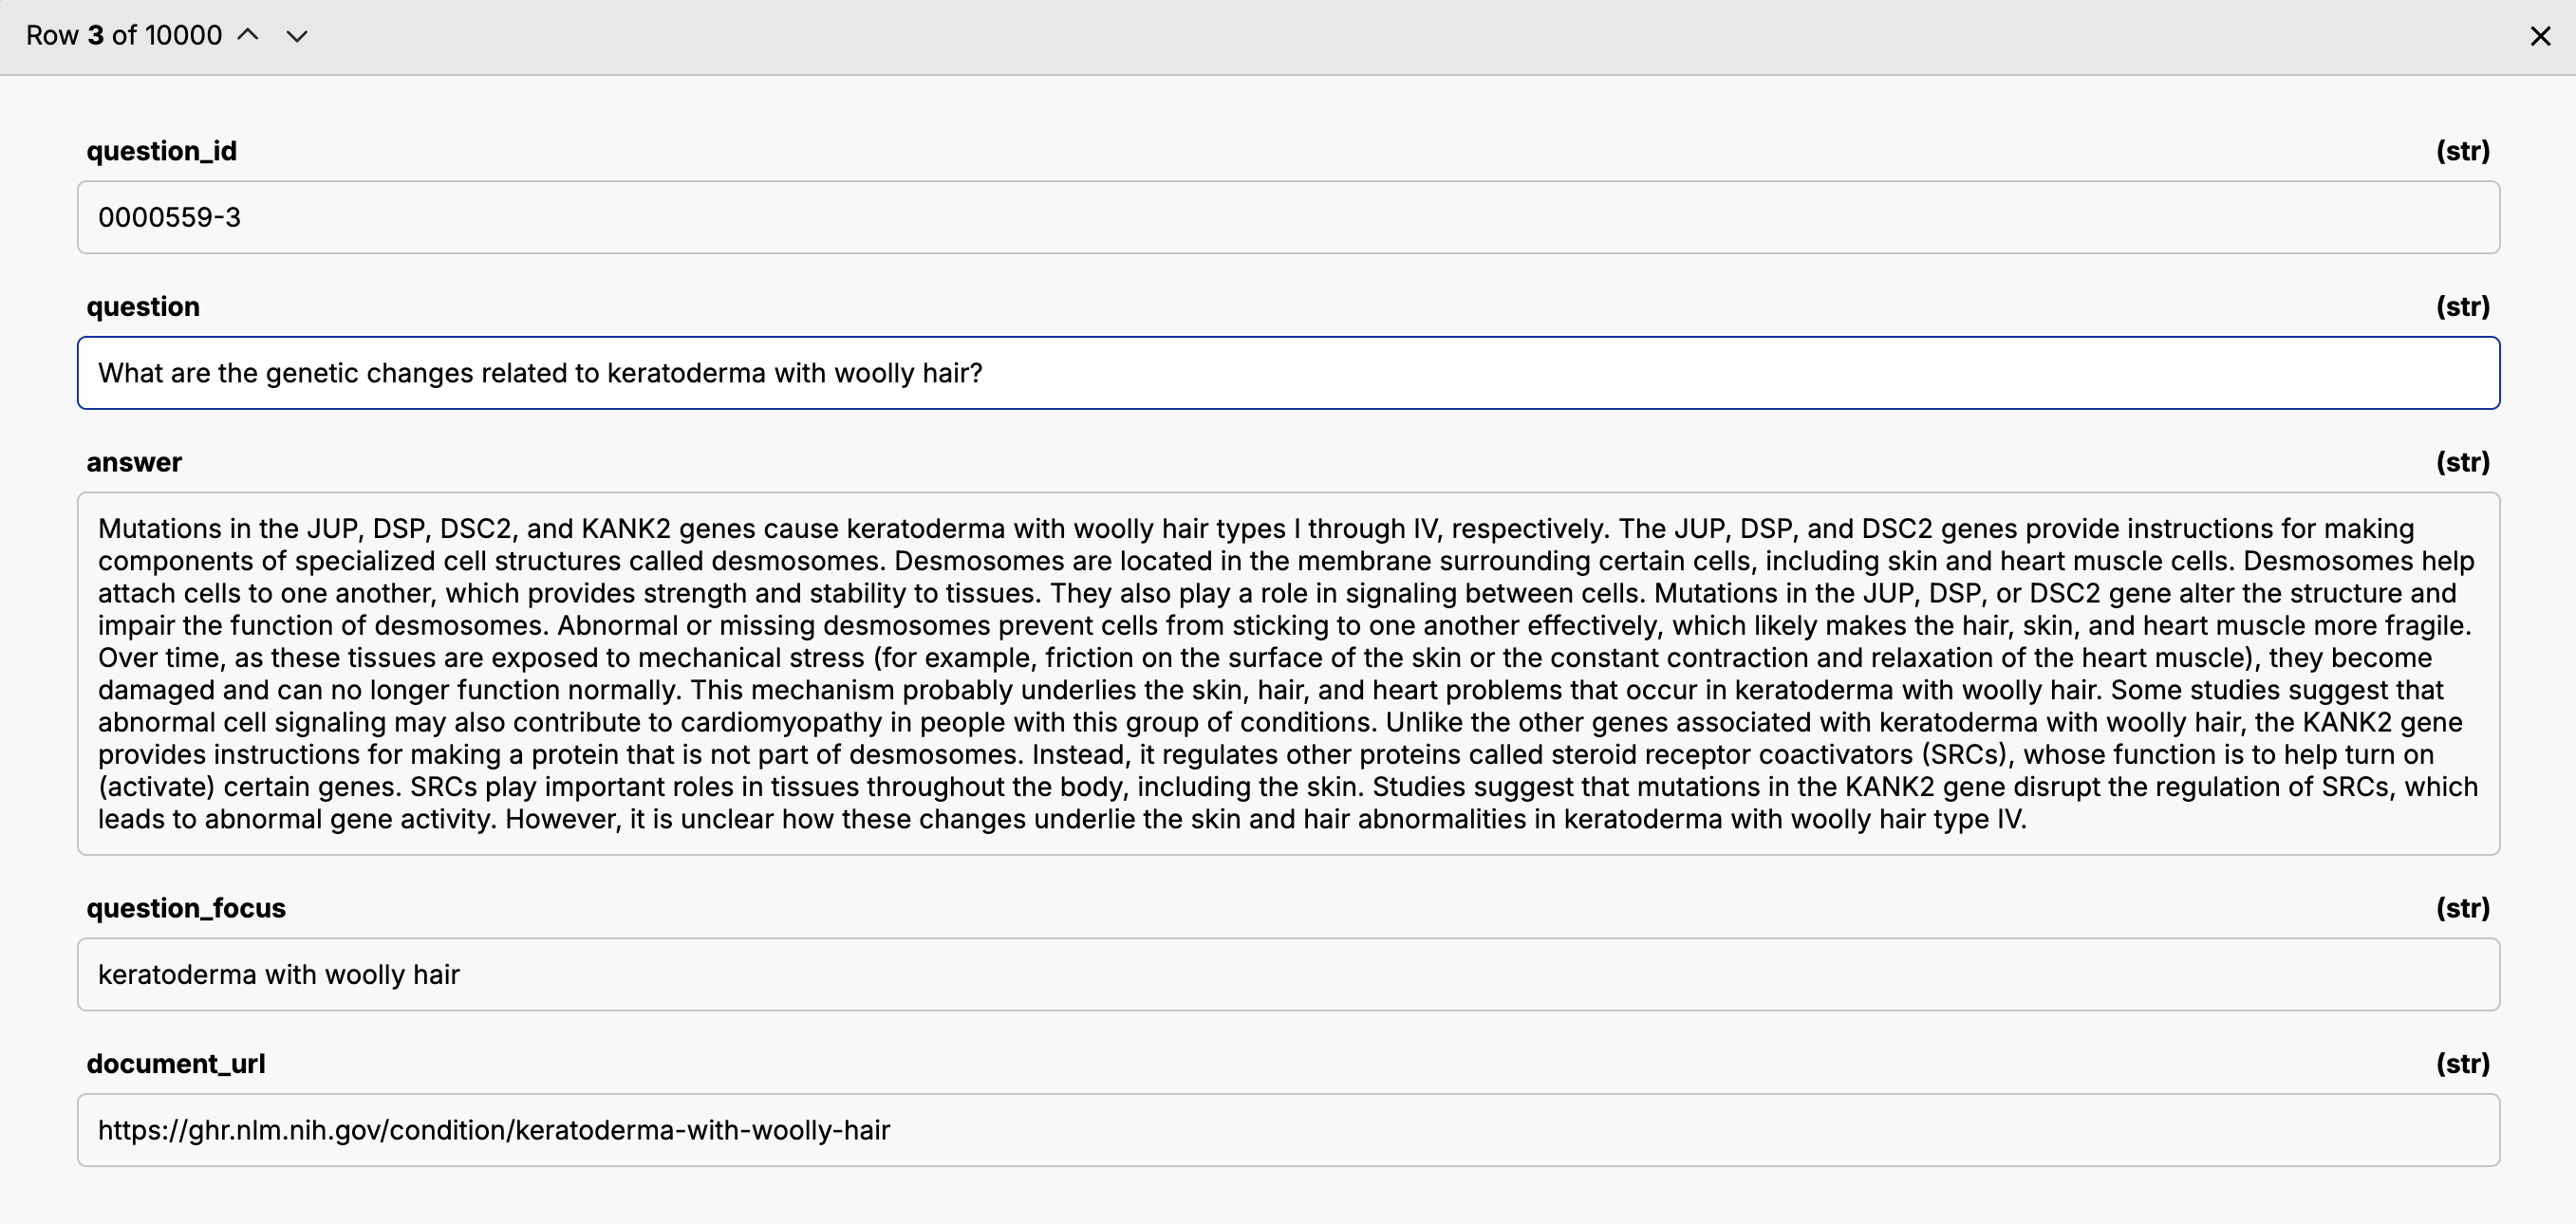 Row 3 of 10000
question_id (str)
0000559-3
question (str)
What are the genetic changes related to keratoderma with woolly hair?
answer (str)
Mutations in the JUP, DSP, DSC2, and KANK2 genes cause keratoderma with woolly hair types I through IV, respectively. The JUP, DSP, and DSC2 genes provide instructions for making
components of specialized cell structures called desmosomes. Desmosomes are located in the membrane surrounding certain cells, including skin and heart muscle cells. Desmosomes help
attach cells to one another, which provides strength and stability to tissues. They also play a role in signaling between cells. Mutations in the JUP, DSP, or DSC2 gene alter the structure and
impair the function of desmosomes. Abnormal or missing desmosomes prevent cells from sticking to one another effectively, which likely makes the hair, skin, and heart muscle more fragile.
Over time, as these tissues are exposed to mechanical stress (for example, friction on the surface of the skin or the constant contraction and relaxation of the heart muscle), they become
damaged and can no longer function normally. This mechanism probably underlies the skin, hair, and heart problems that occur in keratoderma with woolly hair. Some studies suggest that
abnormal cell signaling may also contribute to cardiomyopathy in people with this group of conditions. Unlike the other genes associated with keratoderma with woolly hair, the KANK2 gene
provides instructions for making a protein that is not part of desmosomes. Instead, it regulates other proteins called steroid receptor coactivators (SRCs), whose function is to help turn on
(activate) certain genes. SRCs play important roles in tissues throughout the body, including the skin. Studies suggest that mutations in the KANK2 gene disrupt the regulation of SRCs, which
leads to abnormal gene activity. However, it is unclear how these changes underlie the skin and hair abnormalities in keratoderma with woolly hair type IV.
question_focus (str)
keratoderma with woolly hair
document_url (str)
https://ghr.nlm.nih.gov/condition/keratoderma-with-woolly-hair